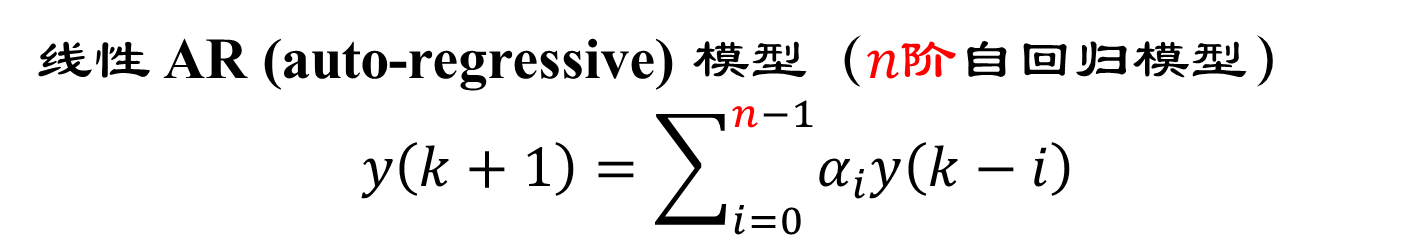 线性 AR (auto-regressive) 模型（n阶自回归模型）
y(k + 1) = ∑_{i=0}^{n−1} α_i y(k − i)